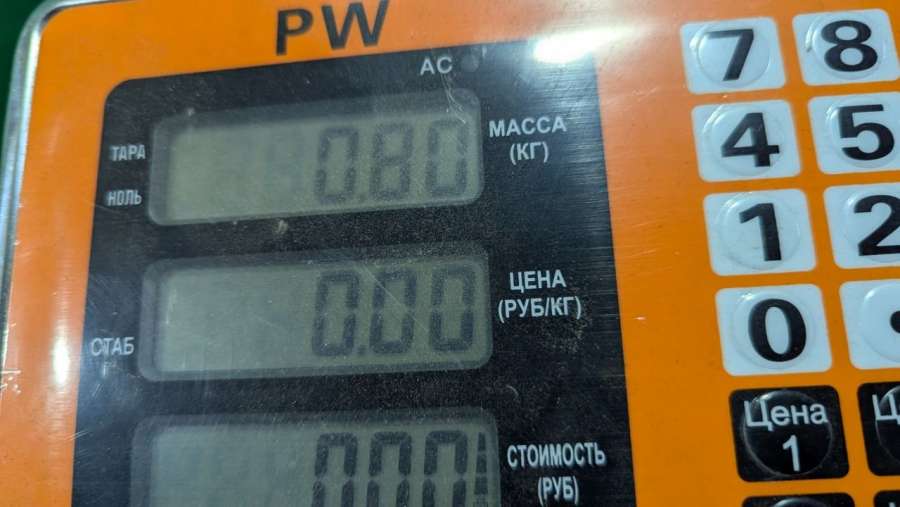 PW
AC
ТАРА
НОЛЬ
0.80
МАССА
(КГ)
СТАБ
0.00
ЦЕНА
(РУБ/КГ)
0.00
СТОИМОСТЬ
(РУБ)
7 8
4 5
1 2
0 .
Цена
1